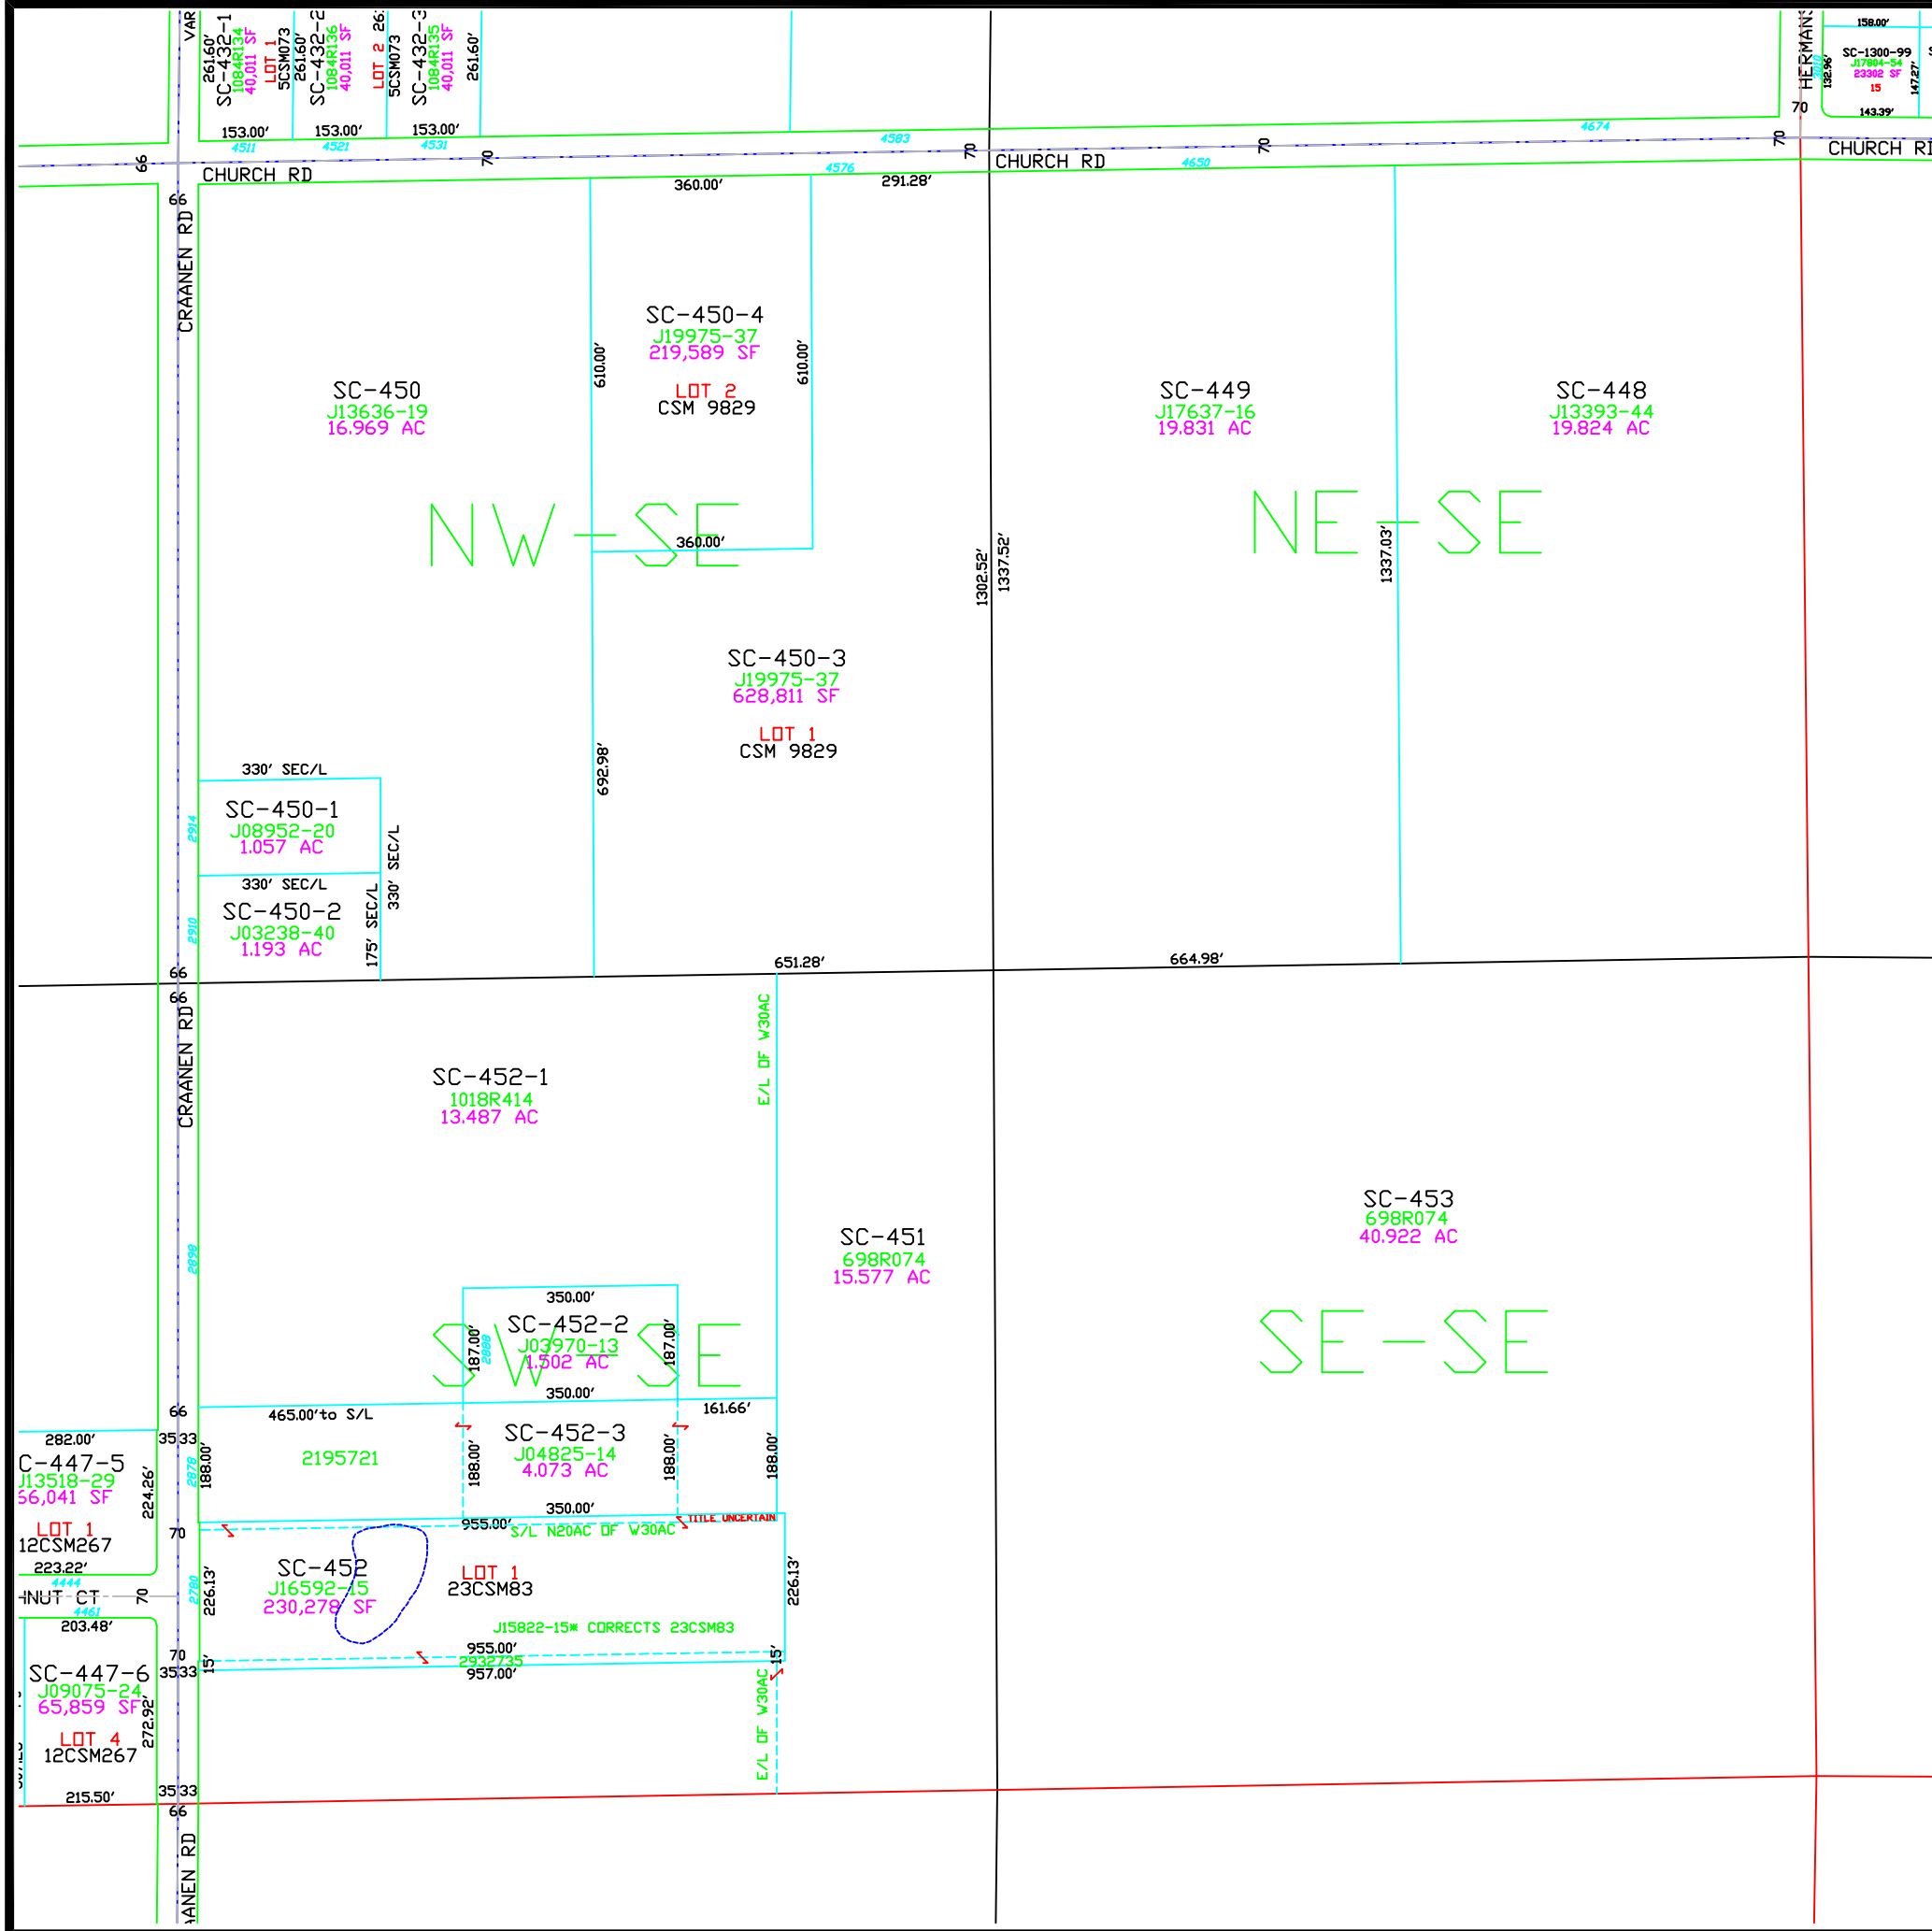 VAR
261.60'
SC-432-1
1084R134
40,011 SF
LOT 1
5CSM073
261.60'
SC-432-2
1084R136
40,011 SF
LOT 2
5CSM073
SC-432-3
1084R135
40,011 SF
261.60'
153.00'
153.00'
153.00'
4511
4521
4531
4583
4674
66
70
70
70
70
70
CHURCH RD
CHURCH RD
4576
4650
158.00'
SC-1300-99
J17804-54
23302 SF
15
132.96'
147.27'
143.39'
3010
66
CRAANEN RD
360.00'
291.28'
SC-450-4
J19975-37
219,589 SF
LOT 2
CSM 9829
610.00'
610.00'
360.00'
SC-450
J13636-19
16.969 AC
SC-449
J17637-16
19.831 AC
SC-448
J13393-44
19.824 AC
NW-SE
NE-SE
1302.52'
1337.52'
1337.03'
SC-450-3
J19975-37
628,811 SF
LOT 1
CSM 9829
692.98'
330' SEC/L
SC-450-1
J08952-20
1.057 AC
2914
330' SEC/L
330' SEC/L
SC-450-2
J03238-40
1.193 AC
2910
175' SEC/L
651.28'
664.98'
66
66
CRAANEN RD
SC-452-1
1018R414
13.487 AC
E/L OF W30AC
2898
SC-451
698R074
15.577 AC
SC-453
698R074
40.922 AC
350.00'
SC-452-2
J03970-13
1.502 AC
187.00'
2888
187.00'
350.00'
SW-SE
SE-SE
66
465.00'to S/L
161.66'
282.00'
35
33
J13518-29
LOT 1
12CSM267
224.26'
223.22'
2878
188.00'
2195721
188.00'
SC-452-3
J04825-14
4.073 AC
188.00'
188.00'
350.00'
70
955.00'
S/L N20AC OF W30AC
TITLE UNCERTAIN
SC-452
J16592-15
230,278 SF
LOT 1
23CSM83
226.13'
226.13'
2780
4444
70
4461
J15822-15* CORRECTS 23CSM83
203.48'
70
15'
955.00'
2932735
957.00'
15'
SC-447-6
35
33
J09075-24
65,859 SF
LOT 4
12CSM267
272.92'
E/L OF W30AC
215.50'
35
33
66